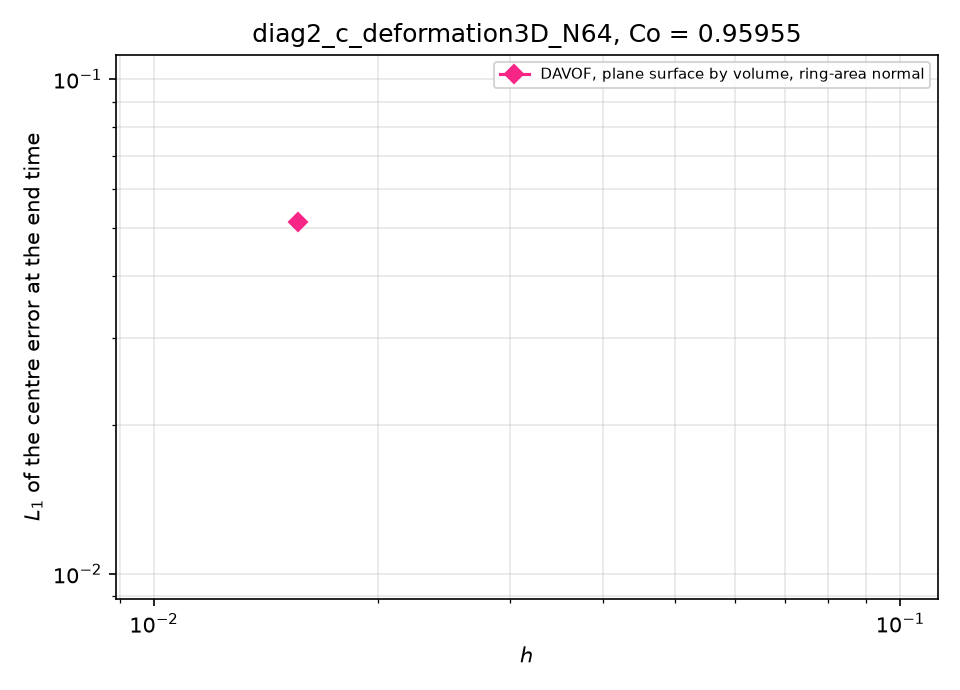 diag2_c_deformation3D_N64, Co = 0.95955
DAVOF, plane surface by volume, ring-area normal
L₁ of the centre error at the end time
10⁻¹
10⁻²
10⁻²
10⁻¹
h